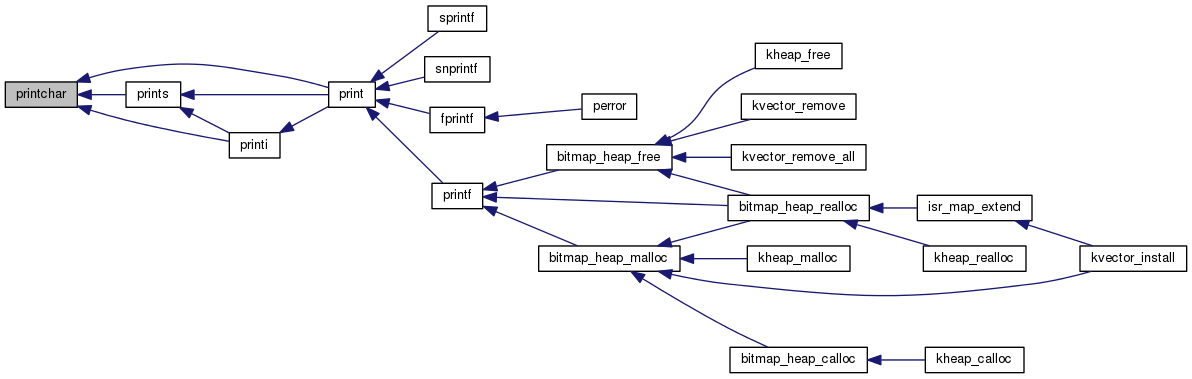 sprintf
kheap_free
snprintf
printchar
prints
print
perror
kvector_remove
fprintf
printi
bitmap_heap_free
kvector_remove_all
printf
bitmap_heap_realloc
isr_map_extend
bitmap_heap_malloc
kheap_malloc
kheap_realloc
kvector_install
bitmap_heap_calloc
kheap_calloc